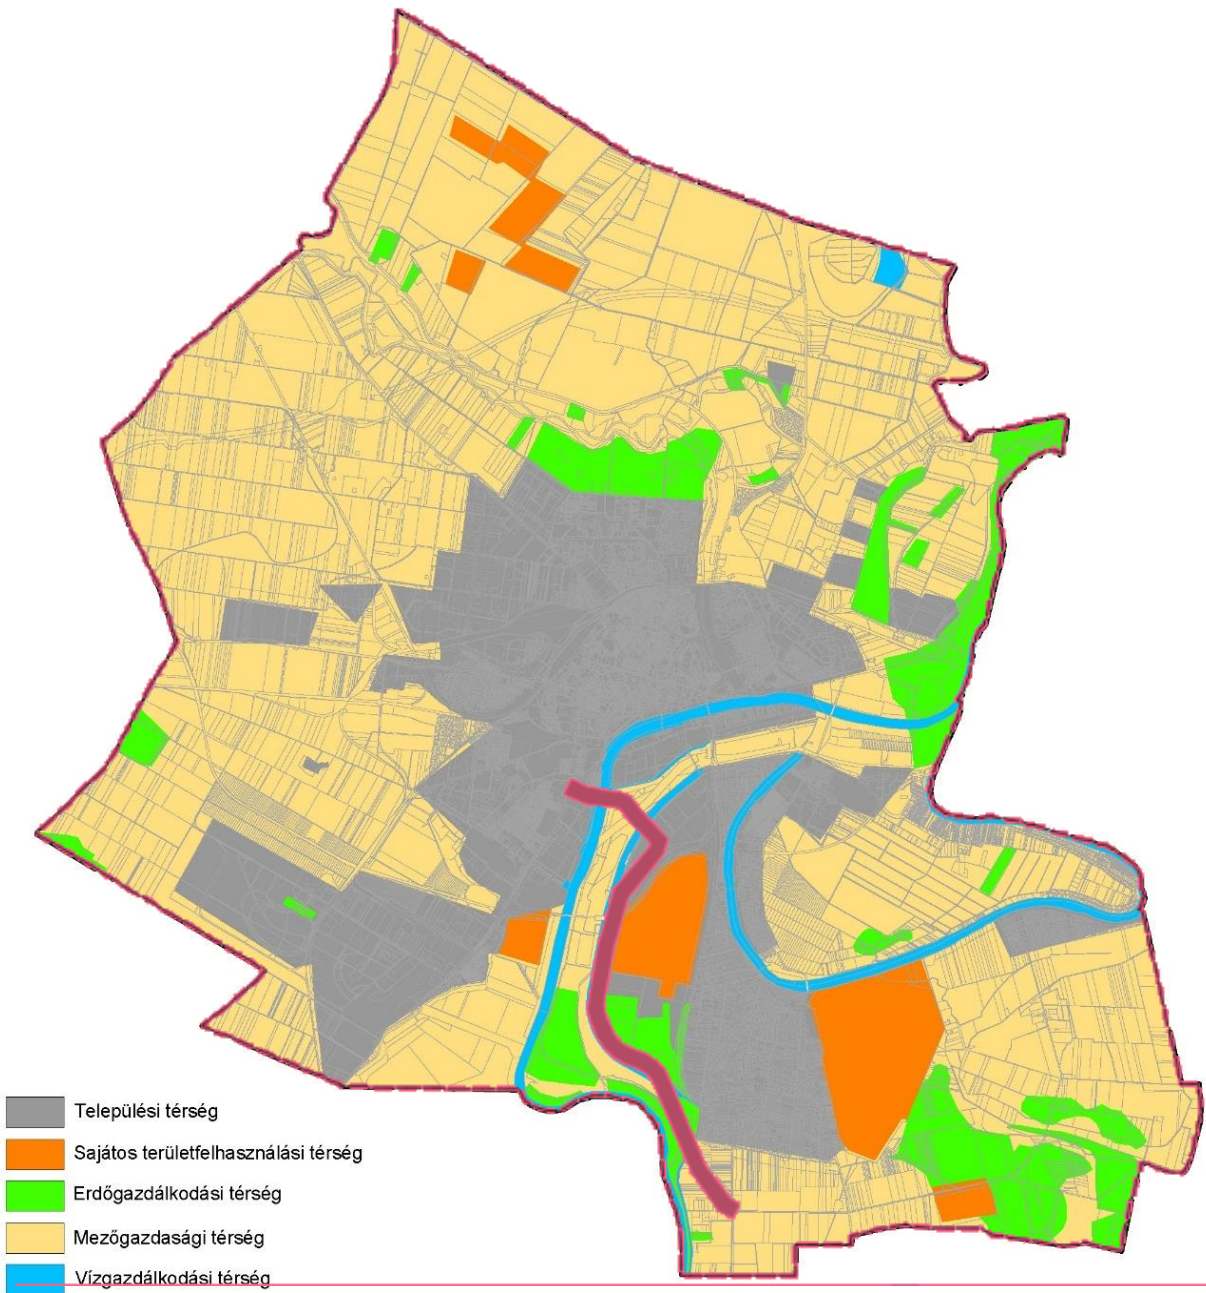 Települési térség
Sajátos területfelhasználási térség
Erdőgazdálkodási térség
Mezőgazdasági térség
Vízgazdálkodási térség